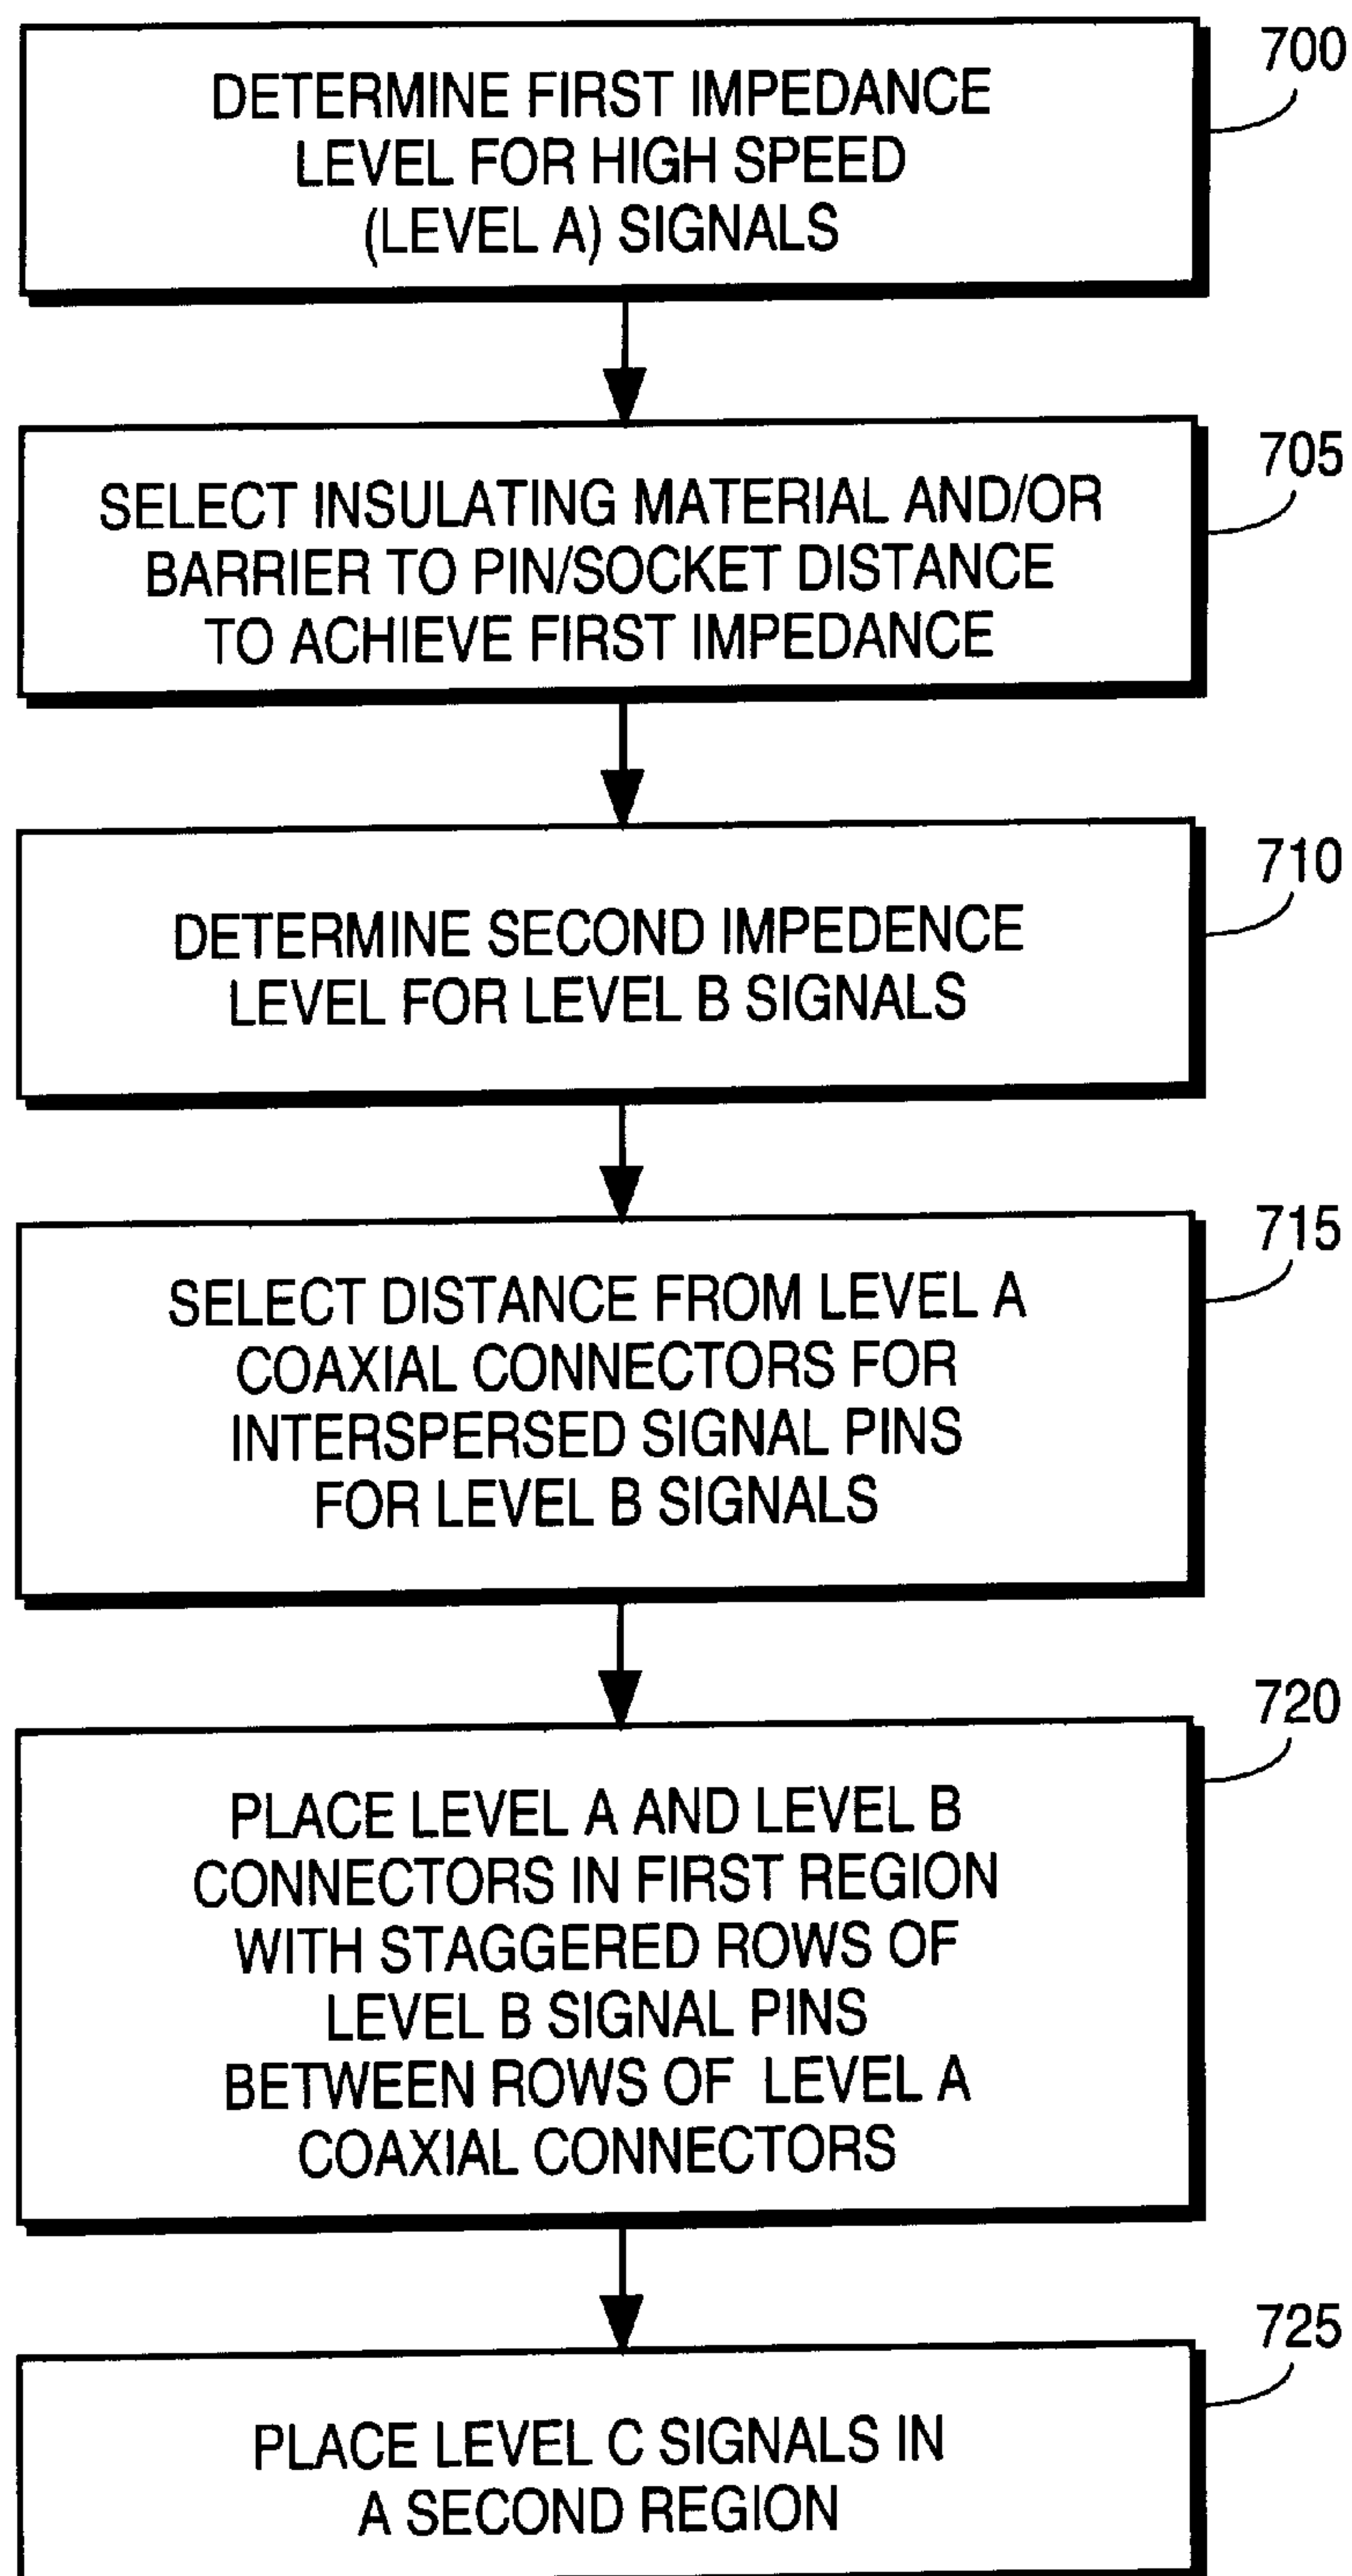 700
DETERMINE FIRST IMPEDANCE
LEVEL FOR HIGH SPEED
(LEVEL A) SIGNALS
705
SELECT INSULATING MATERIAL AND/OR
BARRIER TO PIN/SOCKET DISTANCE
TO ACHIEVE FIRST IMPEDANCE
710
DETERMINE SECOND IMPEDENCE
LEVEL FOR LEVEL B SIGNALS
715
SELECT DISTANCE FROM LEVEL A
COAXIAL CONNECTORS FOR
INTERSPERSED SIGNAL PINS
FOR LEVEL B SIGNALS
720
PLACE LEVEL A AND LEVEL B
CONNECTORS IN FIRST REGION
WITH STAGGERED ROWS OF
LEVEL B SIGNAL PINS
BETWEEN ROWS OF LEVEL A
COAXIAL CONNECTORS
725
PLACE LEVEL C SIGNALS IN
A SECOND REGION